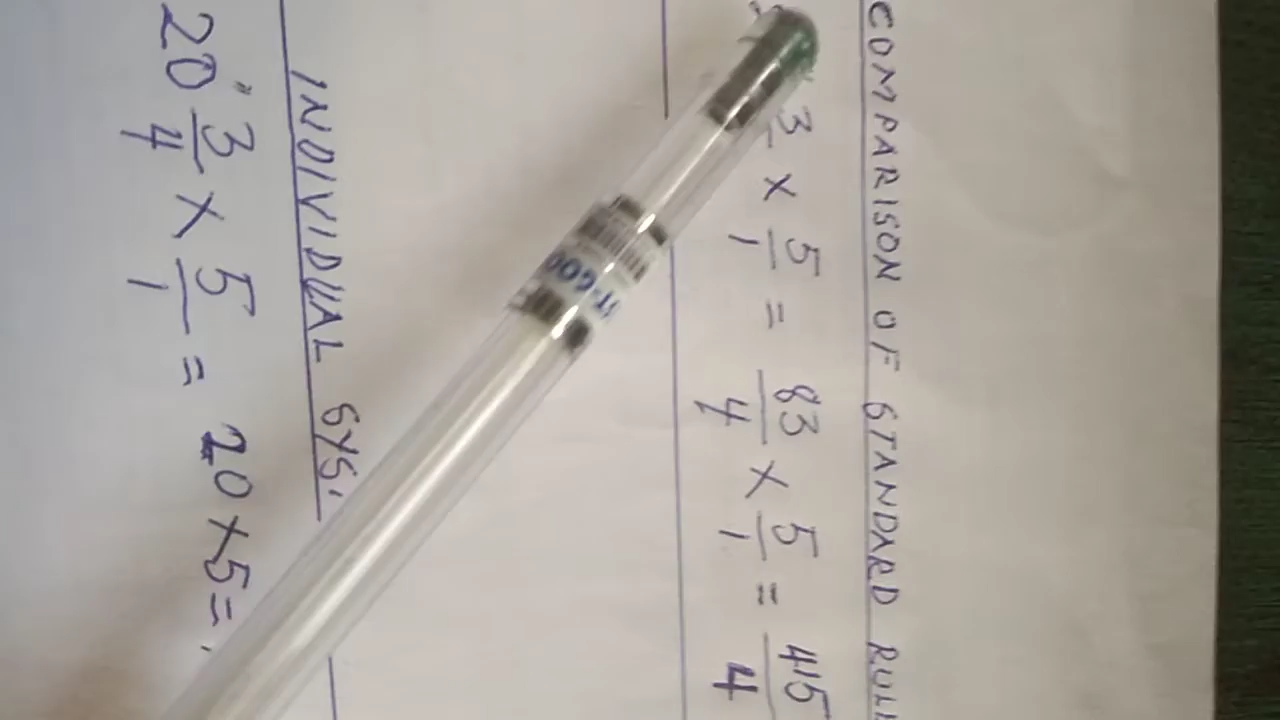 COMPARISON OF STANDARD
3/ × 5/1 = 83/4 × 5/1 = 415/4
INDIVIDUAL SYS.
20 3/4 × 5/1 = 20 × 5 =